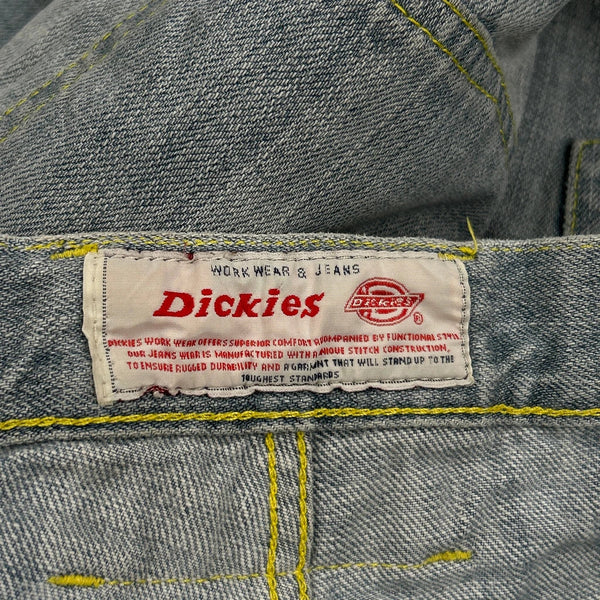 WORK WEAR & JEANS
Dickies
DICKIES ®
DICKIES WORK WEAR OFFERS SUPERIOR COMFORT ACOMPANIED BY FUNCTIONAL STYLE
OUR JEANS WEAR IS MANUFACTURED WITH A UNIQUE STITCH CONSTRUCTION,
TO ENSURE RUGGED DURABILITY AND A GARMENT THAT WILL STAND UP TO THE
TOUGHEST STANDARDS